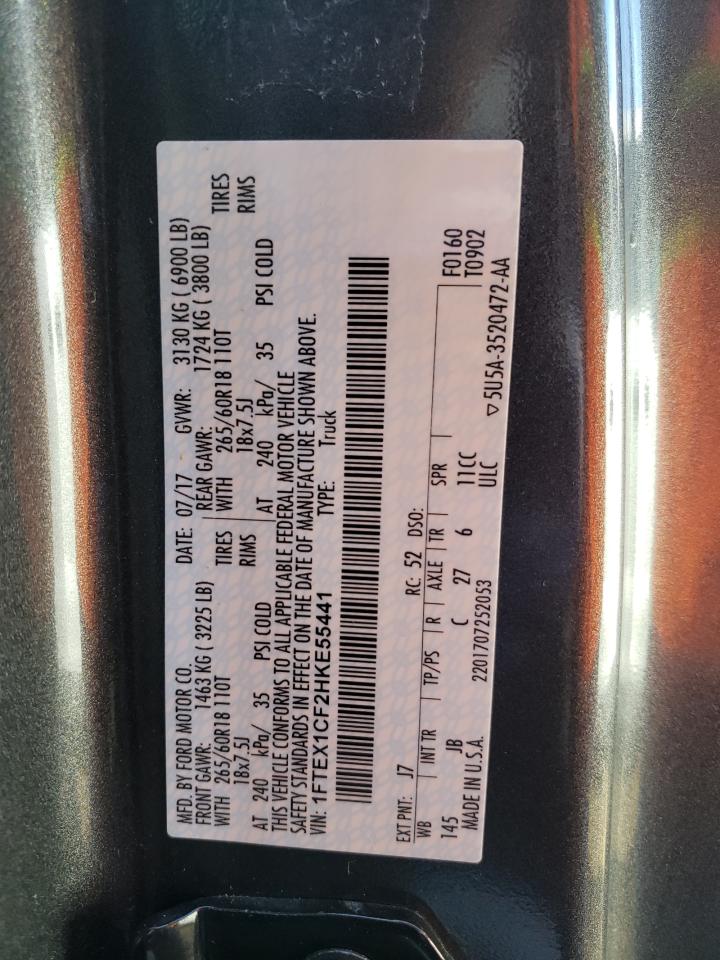 MFD. BY FORD MOTOR CO. DATE: 07/17 GVWR: 3130 KG ( 6900 LB)
FRONT GAWR: 1463 KG ( 3225 LB) REAR GAWR: 1724 KG ( 3800 LB)
WITH 265/60R18 110T TIRES WITH 265/60R18 110T TIRES
18x7.5J RIMS 18x7.5J RIMS
AT 240 kPa/ 35 PSI COLD AT 240 kPa/ 35 PSI COLD
THIS VEHICLE CONFORMS TO ALL APPLICABLE FEDERAL MOTOR VEHICLE
SAFETY STANDARDS IN EFFECT ON THE DATE OF MANUFACTURE SHOWN ABOVE.
VIN: 1FTEX1CF2HKE55441 TYPE: Truck
EXT PNT: J7 RC: 52 DSO: F0160
WB INT TR TP/PS R AXLE TR SPR T0902
145 JB C 27 6 11CC
MADE IN U.S.A. 2201707252053 ULC ▽5U5A-3520472-AA